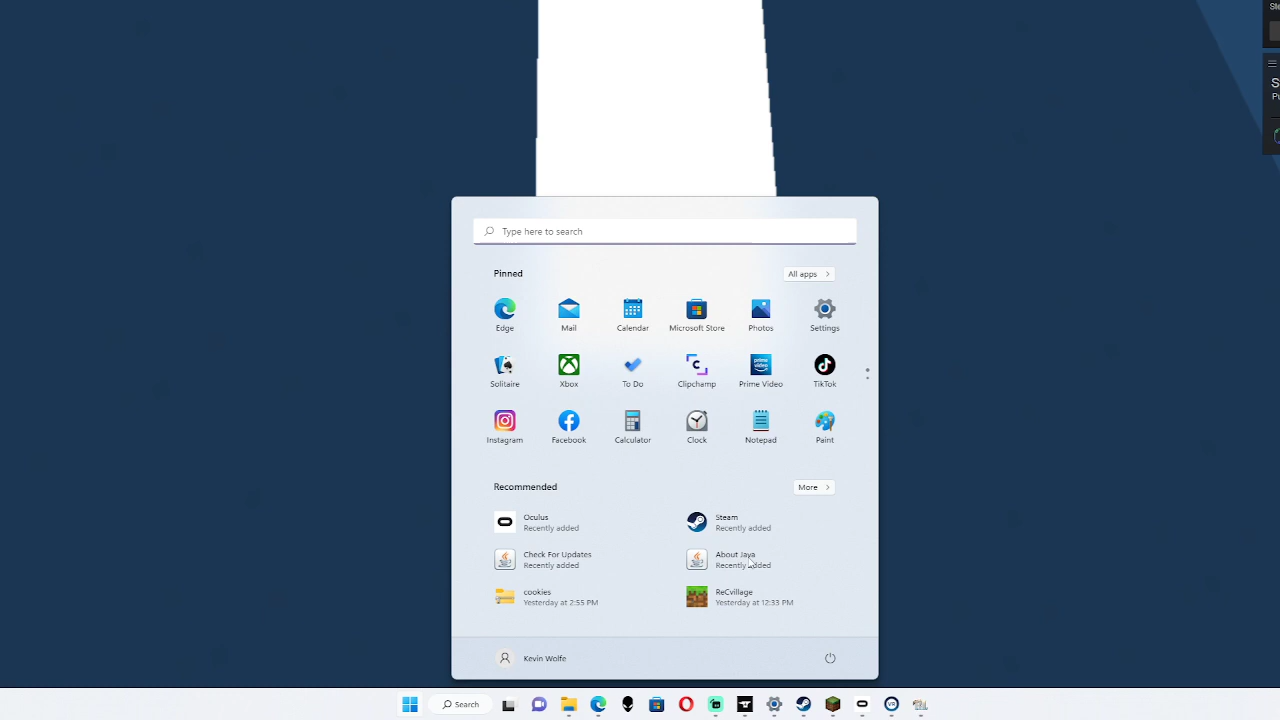 Type here to search
Pinned
All apps
Edge
Mail
Calendar
Microsoft Store
Photos
Settings
Solitaire
Xbox
To Do
Clipchamp
prime video
Prime Video
TikTok
Instagram
Facebook
Calculator
Clock
Notepad
Paint
Recommended
More
Oculus
Recently added
Steam
Recently added
Check For Updates
Recently added
About Java
Recently added
cookies
Yesterday at 2:55 PM
ReCvillage
Yesterday at 12:33 PM
Kevin Wolfe
Search